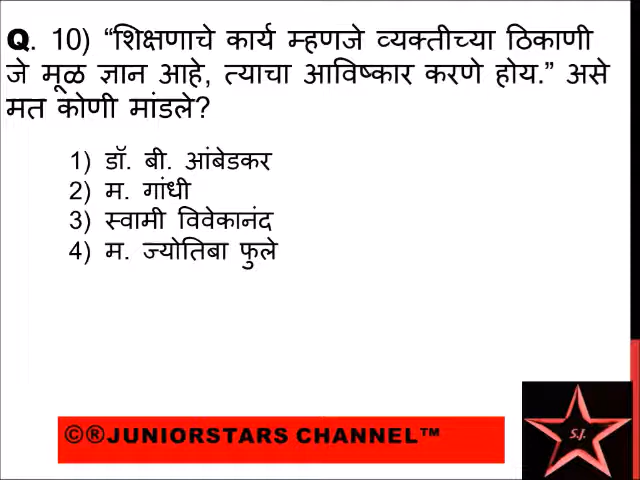 Q. 10) “शिक्षणाचे कार्य म्हणजे व्यक्तीच्या ठिकाणी
जे मूळ ज्ञान आहे, त्याचा आविष्कार करणे होय.” असे
मत कोणी मांडले?
1) डॉ. बी. आंबेडकर
2) म. गांधी
3) स्वामी विवेकानंद
4) म. ज्योतिबा फुले
©®JUNIORSTARS CHANNEL™
S.J.